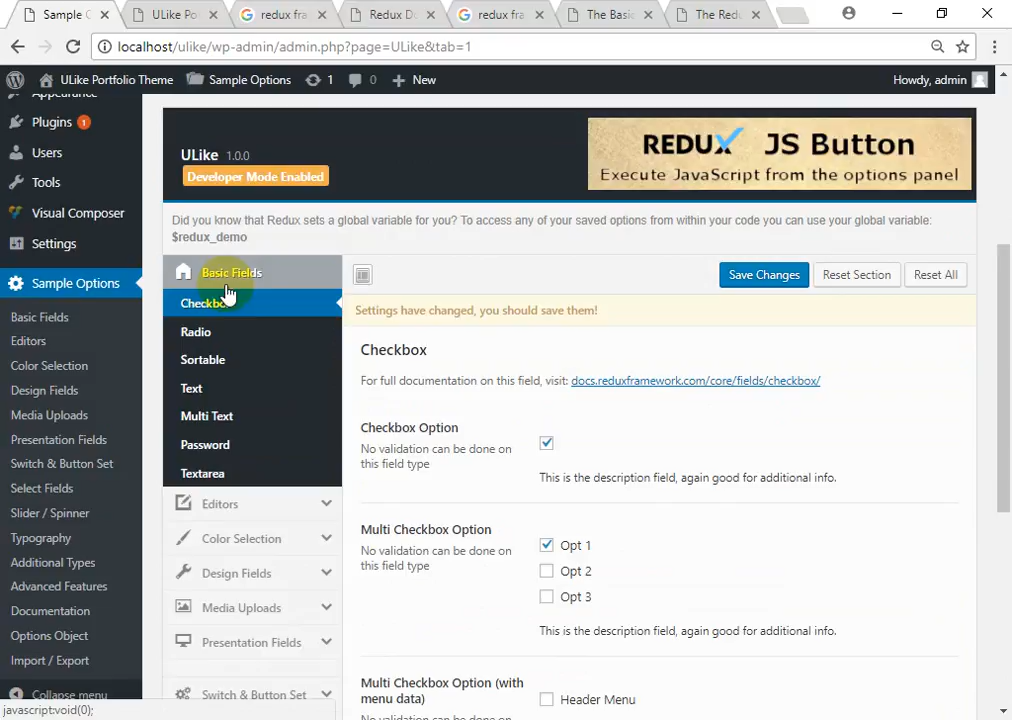 Sample O
ULike Po
redux fra
Redux D
redux fra
The Basi
The Redu
localhost/ulike/wp-admin/admin.php?page=ULike&tab=1
ULike Portfolio Theme
Sample Options
1
0
New
Howdy, admin
Appearance
Plugins 1
Users
Tools
Visual Composer
Settings
Sample Options
Basic Fields
Editors
Color Selection
Design Fields
Media Uploads
Presentation Fields
Switch & Button Set
Select Fields
Slider / Spinner
Typography
Additional Types
Advanced Features
Documentation
Options Object
Import / Export
Collapse menu
javascript:void(0);
ULike 1.0.0
Developer Mode Enabled
REDUX JS Button
Execute JavaScript from the options panel
Did you know that Redux sets a global variable for you? To access any of your saved options from within your code you can use your global variable:
$redux_demo
Basic Fields
Checkbox
Radio
Sortable
Text
Multi Text
Password
Textarea
Editors
Color Selection
Design Fields
Media Uploads
Presentation Fields
Switch & Button Set
Save Changes
Reset Section
Reset All
Settings have changed, you should save them!
Checkbox
For full documentation on this field, visit: docs.reduxframework.com/core/fields/checkbox/
Checkbox Option
No validation can be done on
this field type
This is the description field, again good for additional info.
Multi Checkbox Option
No validation can be done on
this field type
Opt 1
Opt 2
Opt 3
This is the description field, again good for additional info.
Multi Checkbox Option (with
menu data)
No validation can be done on
Header Menu